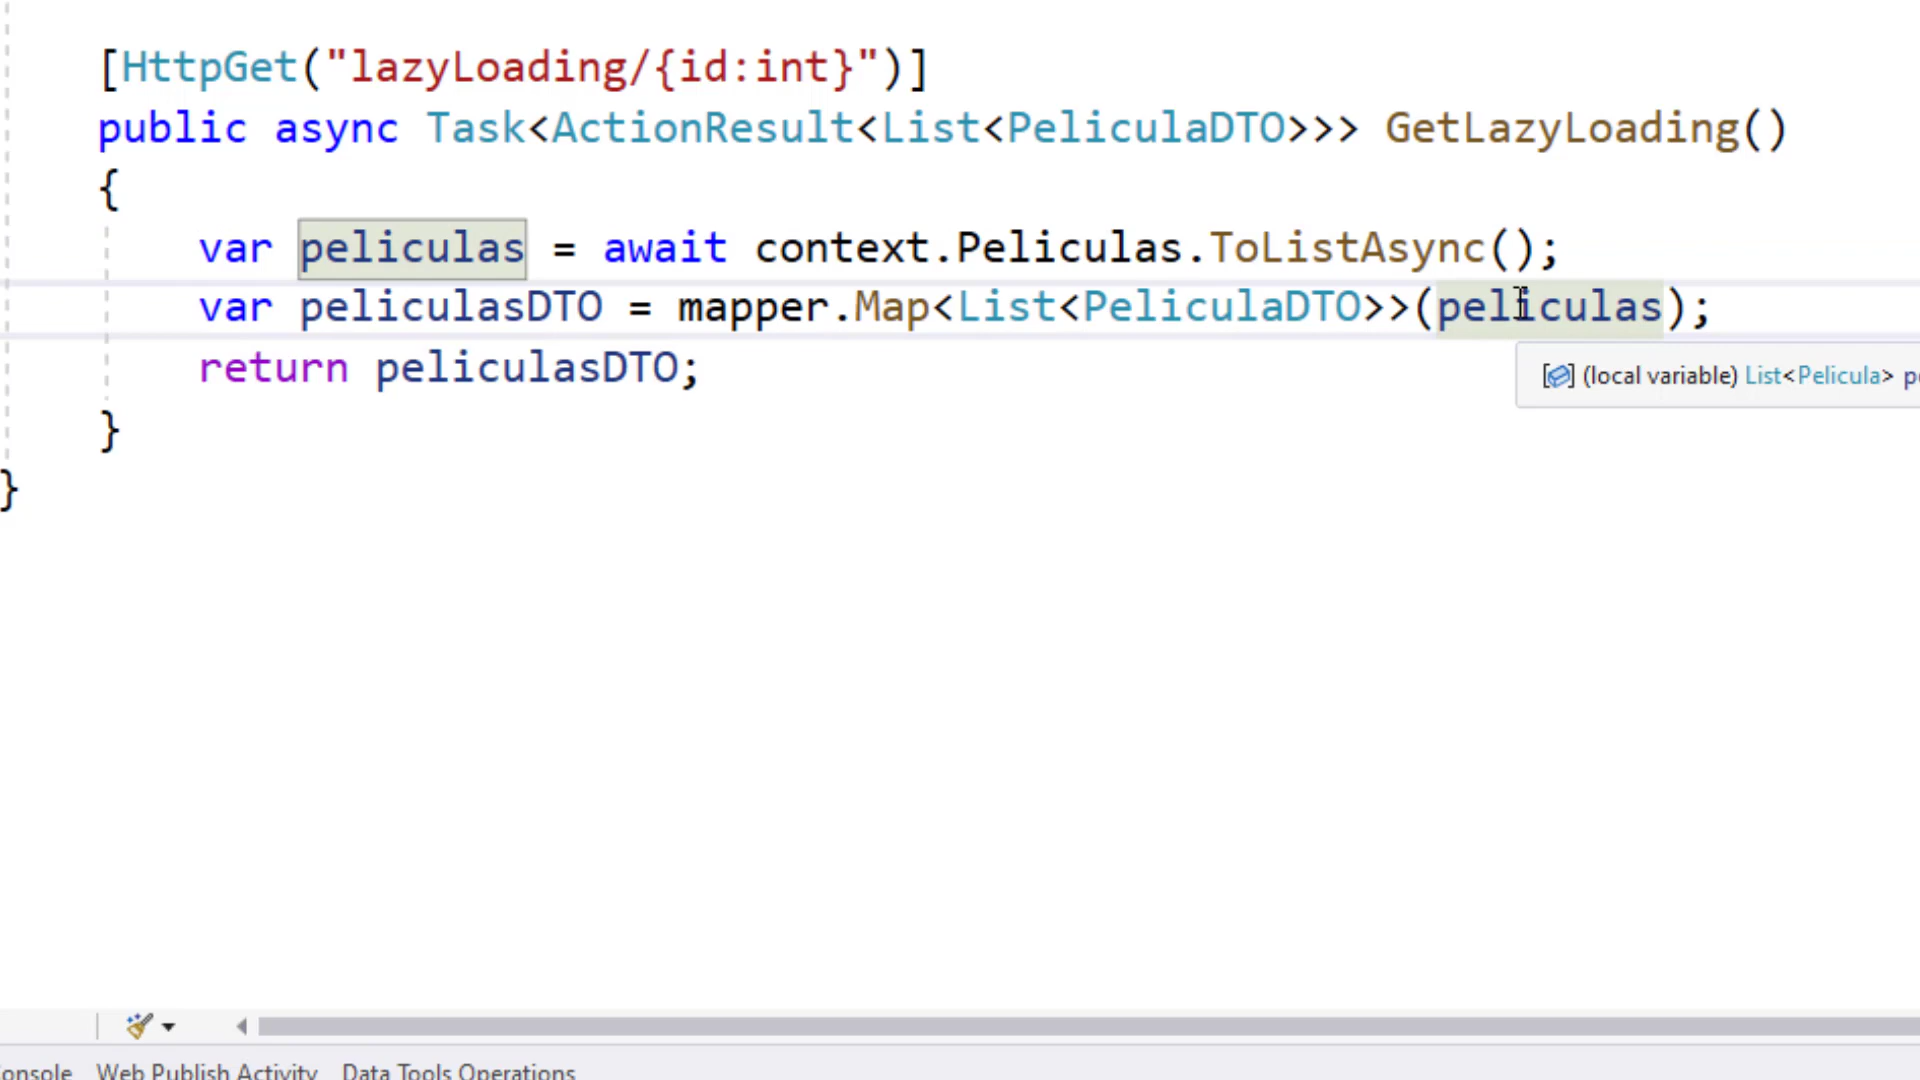 [HttpGet("lazyLoading/{id:int}")]
public async Task<ActionResult<List<PeliculaDTO>>> GetLazyLoading()
{
var peliculas = await context.Peliculas.ToListAsync();
var peliculasDTO = mapper.Map<List<PeliculaDTO>>(peliculas);
return peliculasDTO;
[ ] (local variable) List<Pelicula>
}
}
Web Publish Activity
Data Tools Operations